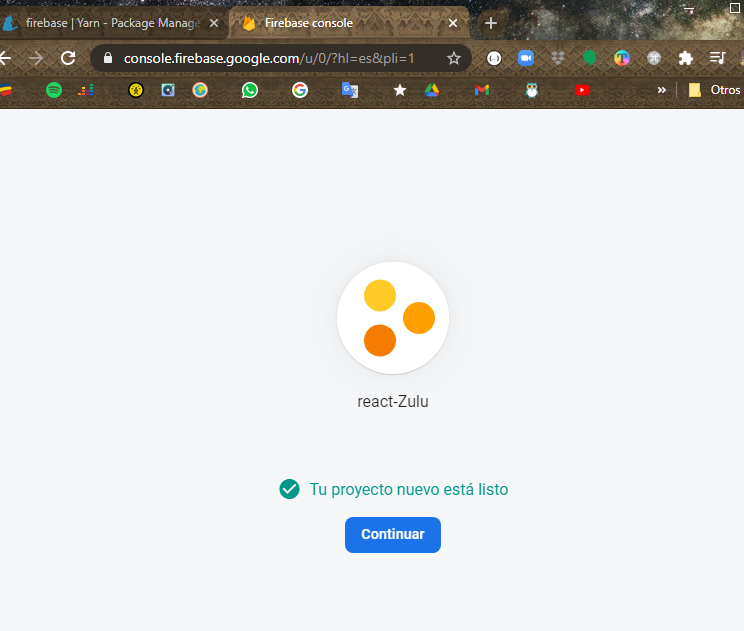 firebase | Yarn - Package Manage
Firebase console
console.firebase.google.com/u/0/?hl=es&pli=1
Otros
react-Zulu
Tu proyecto nuevo está listo
Continuar